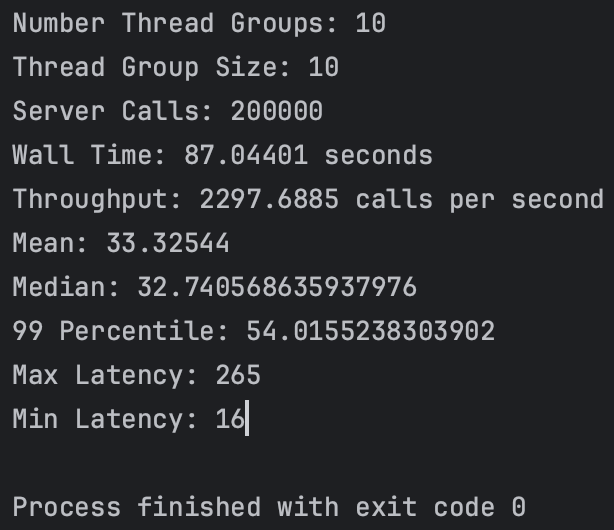 Number Thread Groups: 10
Thread Group Size: 10
Server Calls: 200000
Wall Time: 87.04401 seconds
Throughput: 2297.6885 calls per second
Mean: 33.32544
Median: 32.740568635937976
99 Percentile: 54.0155238303902
Max Latency: 265
Min Latency: 16
Process finished with exit code 0